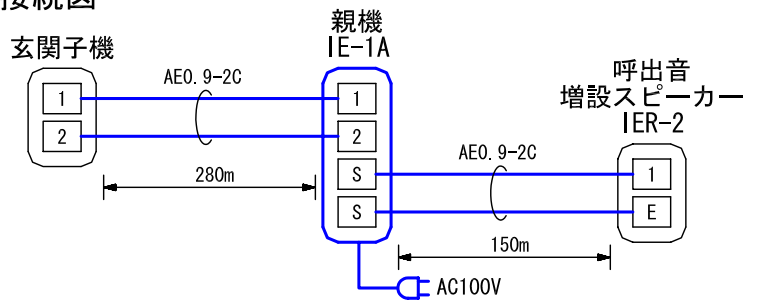 接続図
玄関子機
親機
IE-1A
呼出音
増設スピーカー
IER-2
AE0.9-2C
1
2
1
2
S
S
280m
AE0.9-2C
1
E
150m
AC100V